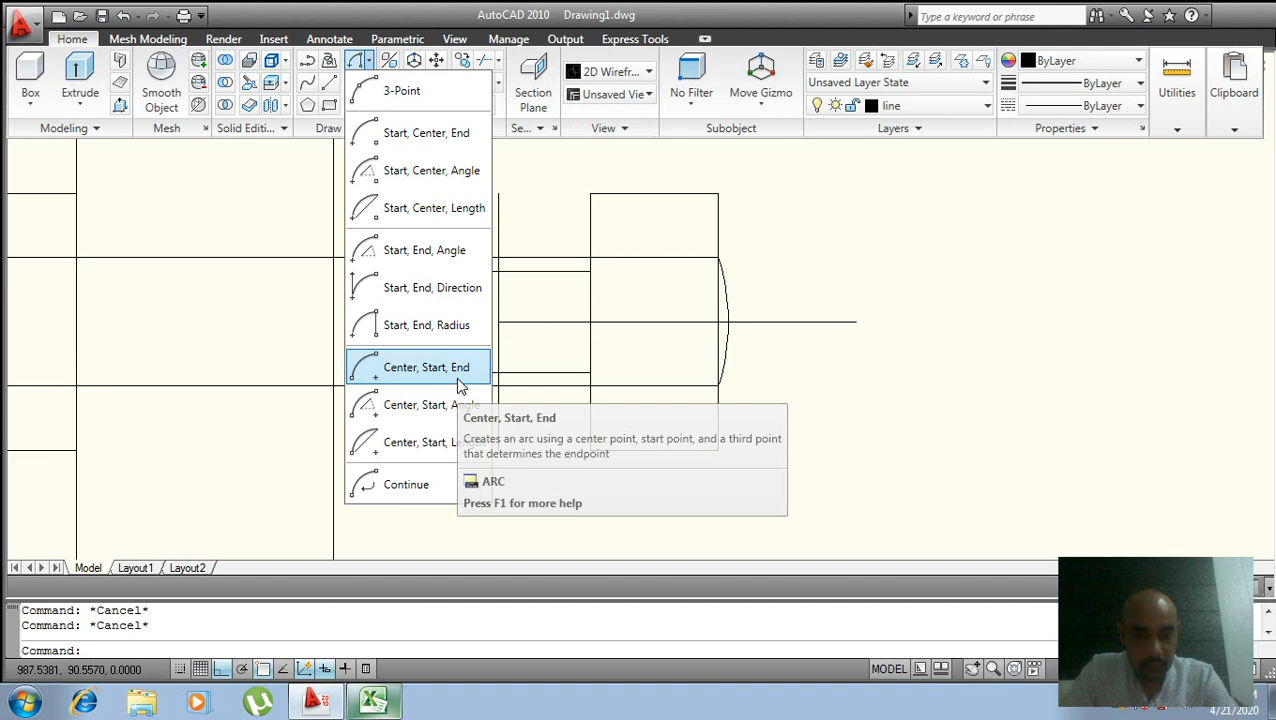 AutoCAD 2010 Drawing1.dwg
Type a keyword or phrase
Home Mesh Modeling Render Insert Annotate Parametric View Manage Output Express Tools
2D Wirefr...
Unsaved Vie
ByLayer
Unsaved Layer State
ByLayer
line
ByLayer
Box Extrude Smooth Object
Section Plane
No Filter Move Gizmo
Utilities Clipboard
Modeling Mesh Solid Editi... Draw Se... View Subobject Layers Properties
3-Point
Start, Center, End
Start, Center, Angle
Start, Center, Length
Start, End, Angle
Start, End, Direction
Start, End, Radius
Center, Start, End
Center, Start, Angle
Center, Start, Le
Continue
Center, Start, End
Creates an arc using a center point, start point, and a third point
that determines the endpoint
ARC
Press F1 for more help
Model Layout1 Layout2
Command: *Cancel*
Command: *Cancel*
Command:
987.5381, 90.5570, 0.0000
MODEL
4/21/2020